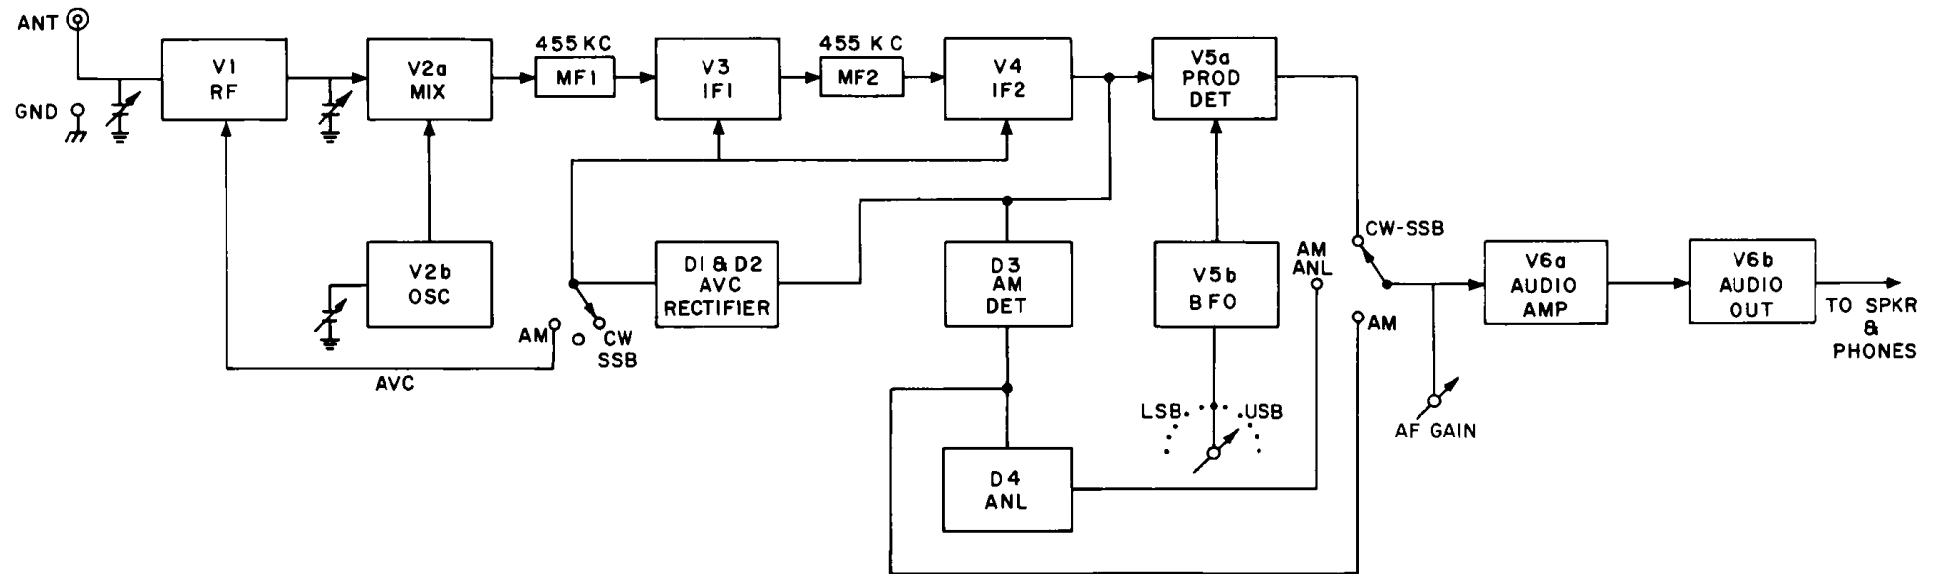 ANT
GND
V1
RF
V2a
MIX
455 KC
MF1
V3
IF1
455 KC
MF2
V4
IF2
V5a
PROD
DET
V2b
OSC
D1 & D2
AVC
RECTIFIER
D3
AM
DET
V5b
BFO
AM
ANL
CW-SSB
AM
V6a
AUDIO
AMP
V6b
AUDIO
OUT
TO SPKR
&
PHONES
AM
CW
SSB
AVC
LSB
USB
AF GAIN
D4
ANL